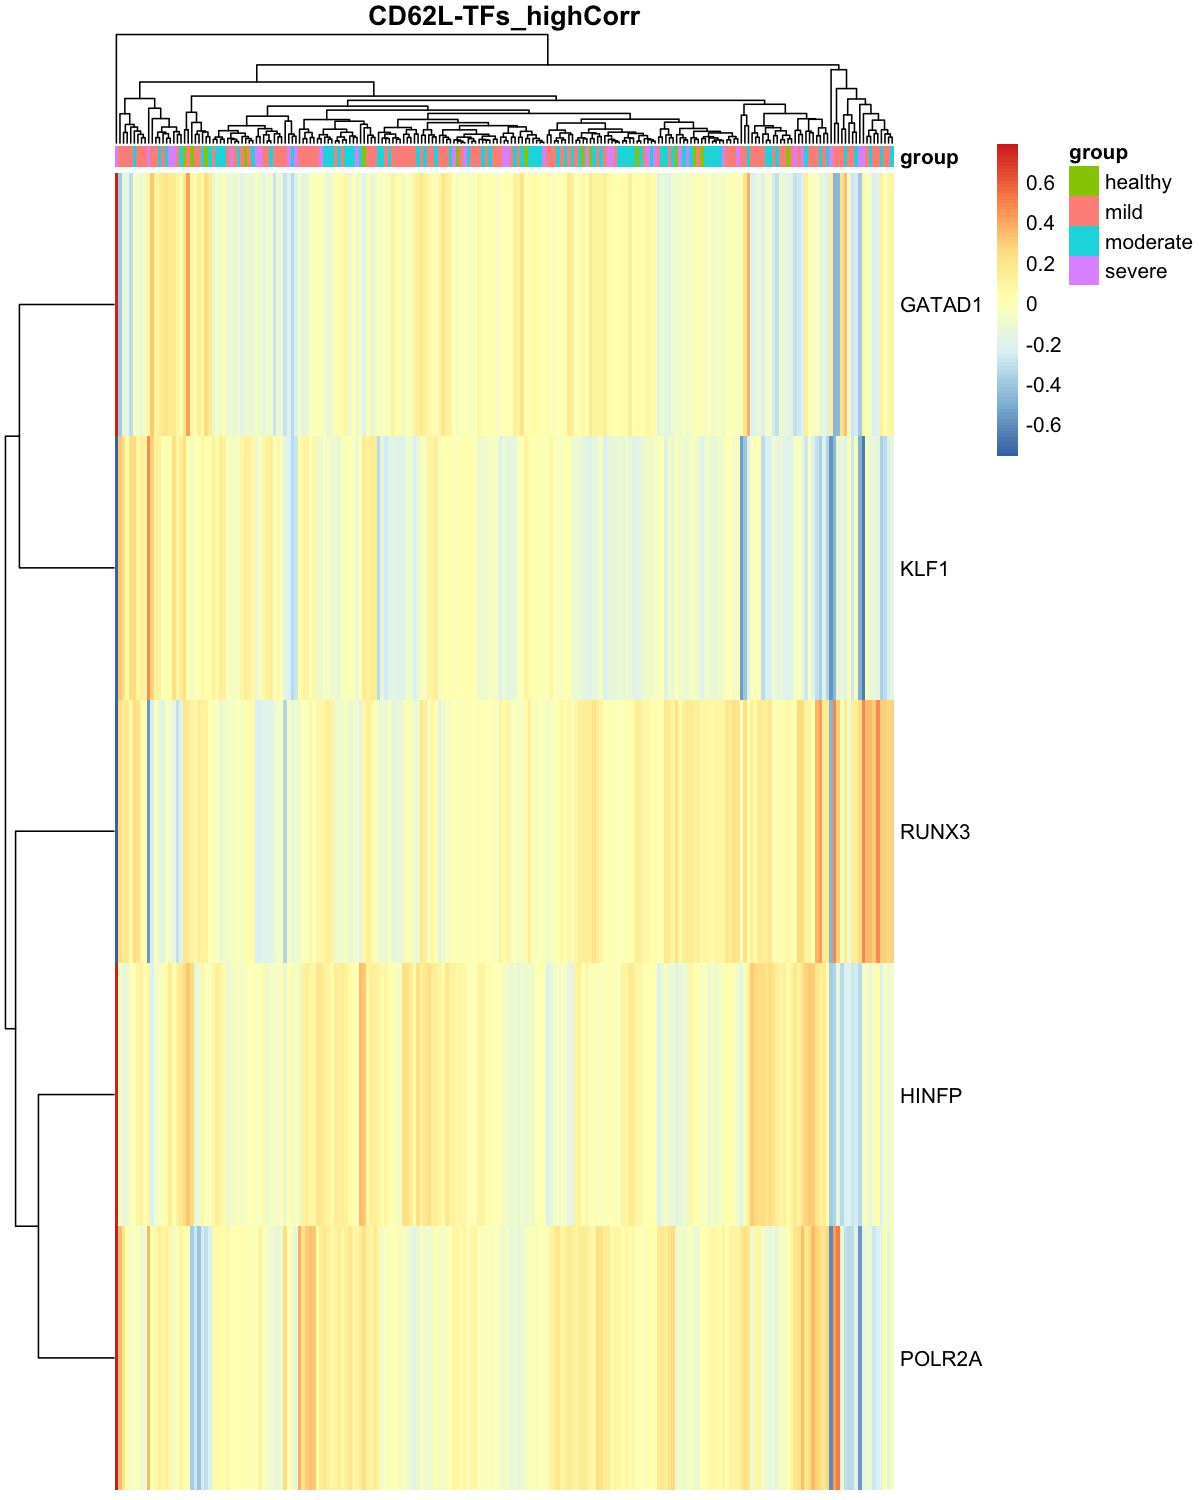 CD62L-TFs_highCorr
group
GATAD1
KLF1
RUNX3
HINFP
POLR2A
0.6
0.4
0.2
0
-0.2
-0.4
-0.6
group
healthy
mild
moderate
severe